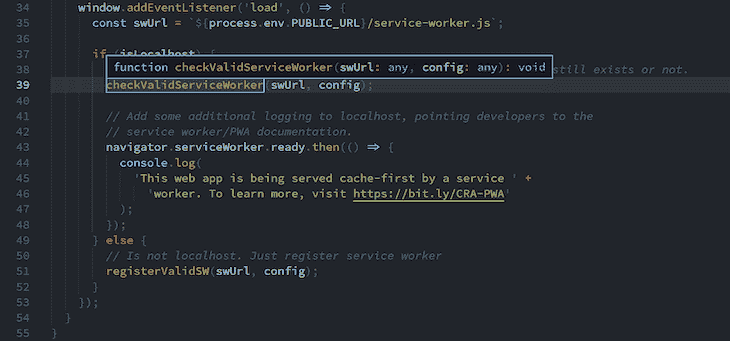 34 window.addEventListener('load', () => {
35 const swUrl = `${process.env.PUBLIC_URL}/service-worker.js`;
36
37 if (isLocalhost) {
38 still exists or not.
function checkValidServiceWorker(swUrl: any, config: any): void
39 checkValidServiceWorker(swUrl, config);
40
41 // Add some additional logging to localhost, pointing developers to the
42 // service worker/PWA documentation.
43 navigator.serviceWorker.ready.then(() => {
44 console.log(
45 'This web app is being served cache-first by a service ' +
46 'worker. To learn more, visit https://bit.ly/CRA-PWA'
47 );
48 });
49 } else {
50 // Is not localhost. Just register service worker
51 registerValidSW(swUrl, config);
52 }
53 });
54 }
55 }